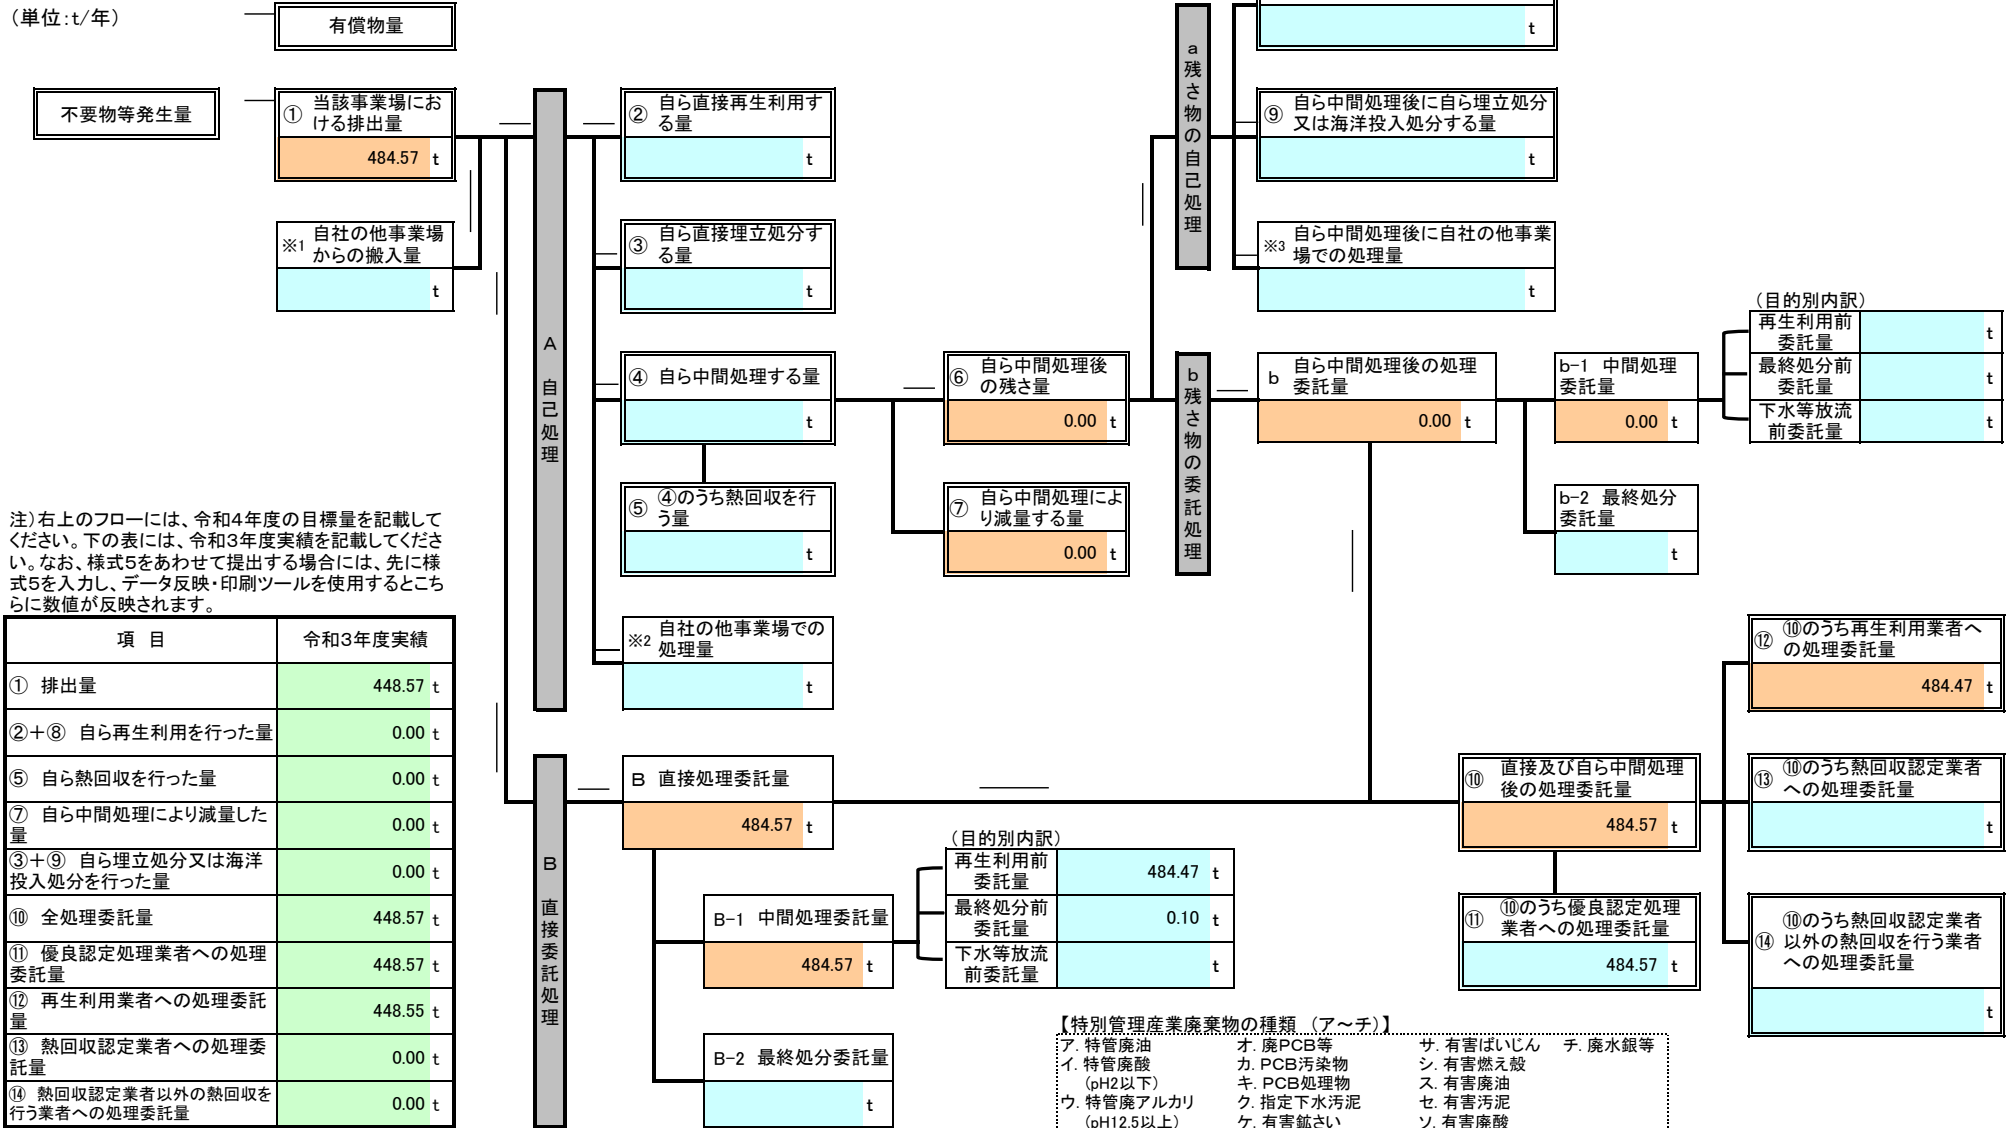 （単位：t/年）
有償物量
t
不要物等発生量
① 当該事業場にお
ける排出量
484.57 t
※1 自社の他事業場
からの搬入量
t
A 自己処理
② 自ら直接再生利用す
る量
t
③ 自ら直接埋立処分す
る量
t
④ 自ら中間処理する量
t
⑤ ④のうち熱回収を行
う量
t
※2 自社の他事業場での
処理量
t
⑥ 自ら中間処理後
の残さ量
0.00 t
⑦ 自ら中間処理によ
り減量する量
0.00 t
a 残さ物の自己処理
⑨ 自ら中間処理後に自ら埋立処分
又は海洋投入処分する量
t
※3 自ら中間処理後に自社の他事業
場での処理量
t
b 残さ物の委託処理
b 自ら中間処理後の処理
委託量
0.00 t
b-1 中間処理
委託量
0.00 t
b-2 最終処分
委託量
t
（目的別内訳）
再生利用前
委託量 t
最終処分前
委託量 t
下水等放流
前委託量 t
注）右上のフローには、令和４年度の目標量を記載して
ください。下の表には、令和３年度実績を記載してくださ
い。なお、様式５をあわせて提出する場合には、先に様
式５を入力し、データ反映・印刷ツールを使用するとこち
らに数値が反映されます。
項 目 令和３年度実績
① 排出量 448.57 t
②＋⑧ 自ら再生利用を行った量 0.00 t
⑤ 自ら熱回収を行った量 0.00 t
⑦ 自ら中間処理により減量した
量 0.00 t
③＋⑨ 自ら埋立処分又は海洋
投入処分を行った量 0.00 t
⑩ 全処理委託量 448.57 t
⑪ 優良認定処理業者への処理
委託量 448.57 t
⑫ 再生利用業者への処理委託
量 448.55 t
⑬ 熱回収認定業者への処理委
託量 0.00 t
⑭ 熱回収認定業者以外の熱回収を
行う業者への処理委託量 0.00 t
B 直接委託処理
B 直接処理委託量
484.57 t
B-1 中間処理委託量
484.57 t
B-2 最終処分委託量
t
（目的別内訳）
再生利用前
委託量 484.47 t
最終処分前
委託量 0.10 t
下水等放流
前委託量 t
⑩ 直接及び自ら中間処理
後の処理委託量
484.57 t
⑪ ⑩のうち優良認定処理
業者への処理委託量
484.57 t
⑫ ⑩のうち再生利用業者へ
の処理委託量
484.47 t
⑬ ⑩のうち熱回収認定業者
への処理委託量
t
⑭ ⑩のうち熱回収認定業者
以外の熱回収を行う業者
への処理委託量
t
【特別管理産業廃棄物の種類 （ア～チ）】
ア. 特管廃油 オ. 廃PCB等 サ. 有害ばいじん チ. 廃水銀等
イ. 特管廃酸 カ. PCB汚染物 シ. 有害燃え殻
（pH2以下） キ. PCB処理物 ス. 有害廃油
ウ. 特管廃アルカリ ク. 指定下水汚泥 セ. 有害汚泥
（pH12.5以上） ケ. 有害鉱さい ソ. 有害廃酸